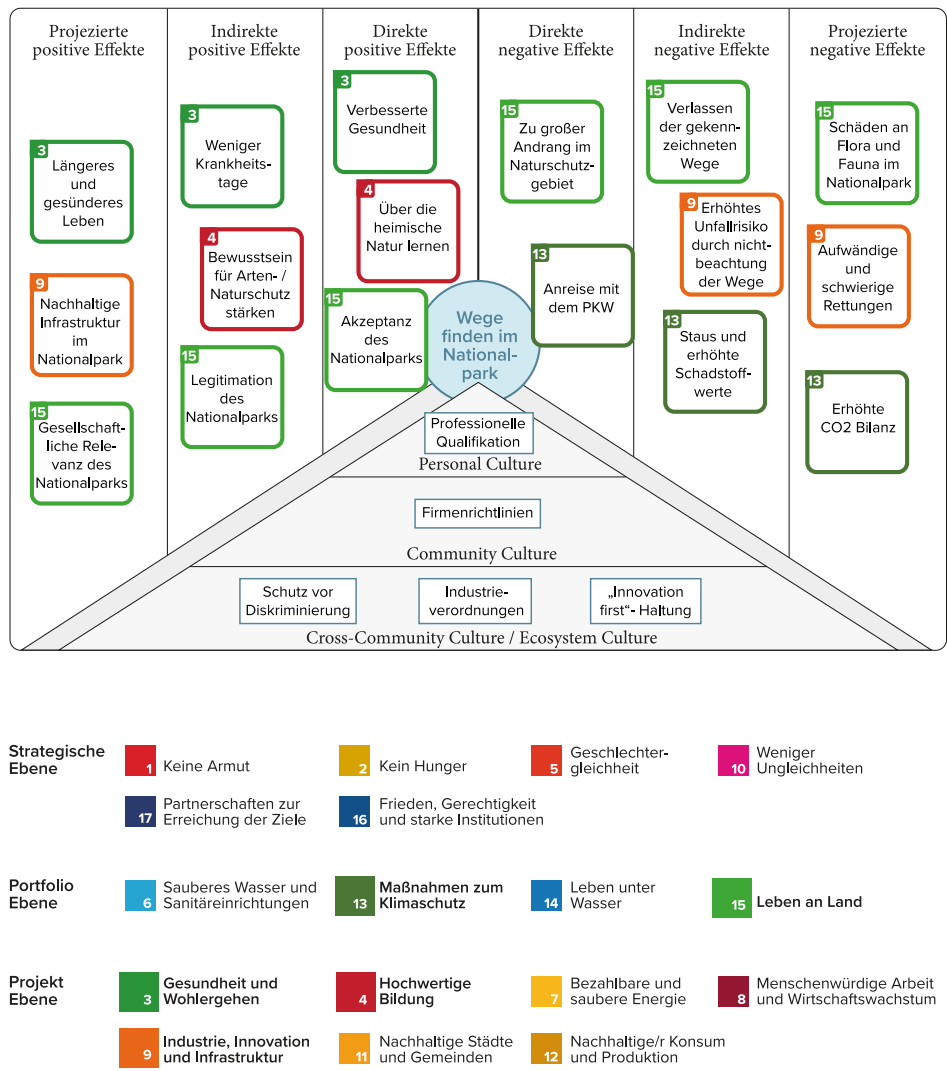 Projezierte
positive Effekte
Indirekte
positive Effekte
Direkte
positive Effekte
Direkte
negative Effekte
Indirekte
negative Effekte
Projezierte
negative Effekte
3
Längeres
und
gesünderes
Leben
9
Nachhaltige
Infrastruktur
im
Nationalpark
15
Gesellschaft-
liche Rele-
vanz des
Nationalparks
3
Weniger
Krankheits-
tage
4
Bewusstsein
für Arten- /
Naturschutz
stärken
15
Legitimation
des
Nationalparks
3
Verbesserte
Gesundheit
4
Über die
heimische
Natur lernen
15
Akzeptanz
des
Nationalparks
15
Zu großer
Andrang im
Naturschutz-
gebiet
13
Anreise mit
dem PKW
15
Verlassen
der gekenn-
zeichneten
Wege
9
Erhöhtes
Unfallrisiko
durch nicht-
beachtung
der Wege
13
Staus und
erhöhte
Schadstoff-
werte
15
Schäden an
Flora und
Fauna im
Nationalpark
9
Aufwändige
und
schwierige
Rettungen
13
Erhöhte
CO2 Bilanz
Wege
finden im
National-
park
Professionelle
Qualifikation
Personal Culture
Firmenrichtlinien
Community Culture
Schutz vor
Diskriminierung
Industrie-
verordnungen
„Innovation
first“- Haltung
Cross-Community Culture / Ecosystem Culture
Strategische
Ebene
1
Keine Armut
2
Kein Hunger
5
Geschlechter-
gleichheit
10
Weniger
Ungleichheiten
17
Partnerschaften zur
Erreichung der Ziele
16
Frieden, Gerechtigkeit
und starke Institutionen
Portfolio
Ebene
6
Sauberes Wasser und
Sanitäreinrichtungen
13
Maßnahmen zum
Klimaschutz
14
Leben unter
Wasser
15
Leben an Land
Projekt
Ebene
3
Gesundheit und
Wohlergehen
4
Hochwertige
Bildung
7
Bezahlbare und
saubere Energie
8
Menschenwürdige Arbeit
und Wirtschaftswachstum
9
Industrie, Innovation
und Infrastruktur
11
Nachhaltige Städte
und Gemeinden
12
Nachhaltige/r Konsum
und Produktion